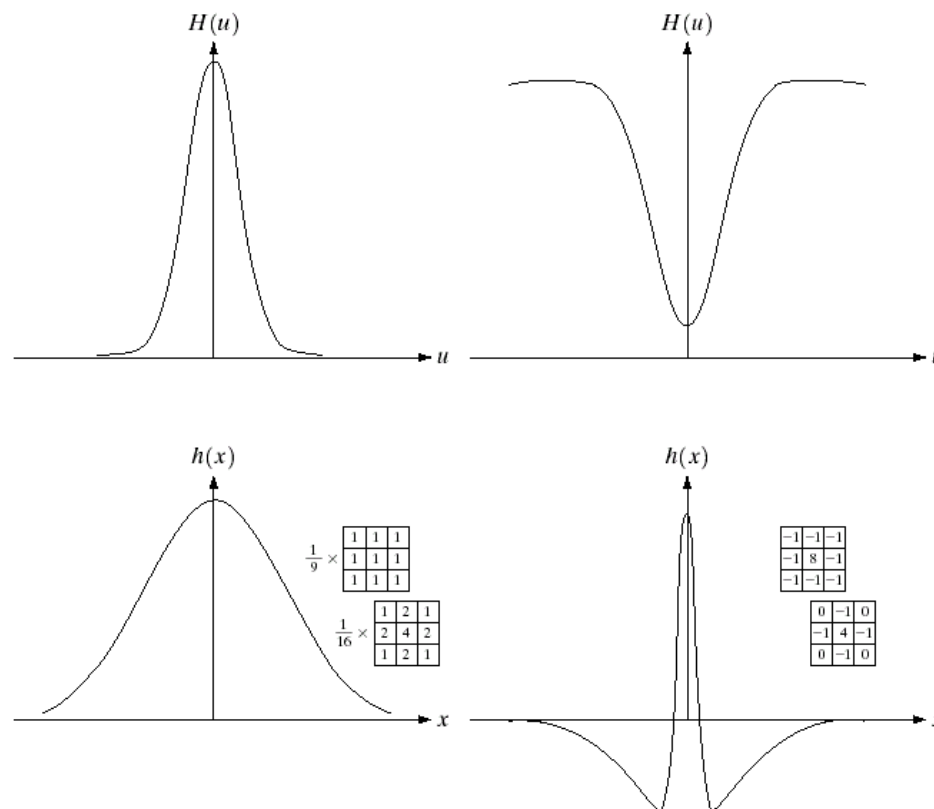 H(u)
u
H(u)
h(x)
1/9 ×
1 1 1
1 1 1
1 1 1
1/16 ×
1 2 1
2 4 2
1 2 1
x
h(x)
−1 −1 −1
−1 8 −1
−1 −1 −1
0 −1 0
−1 4 −1
0 −1 0